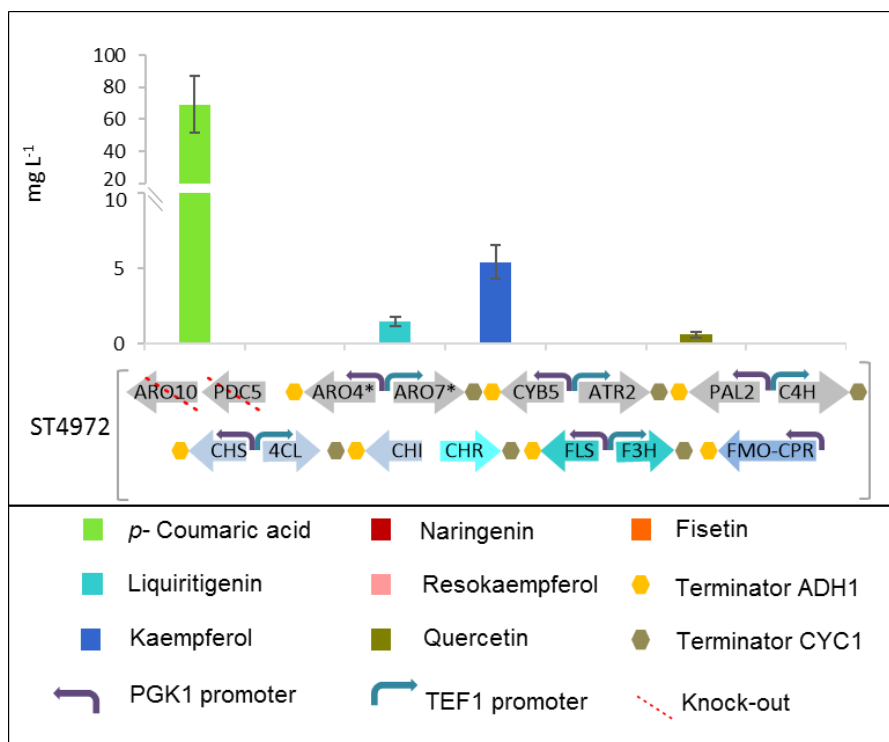 100
80
60
40
20
10
5
0
mg L-1
ARO10 PDC5 ARO4* ARO7* CYB5 ATR2 PAL2 C4H
ST4972
CHS 4CL CHI CHR FLS F3H FMO-CPR
p- Coumaric acid Naringenin Fisetin
Liquiritigenin Resokaempferol Terminator ADH1
Kaempferol Quercetin Terminator CYC1
PGK1 promoter TEF1 promoter Knock-out